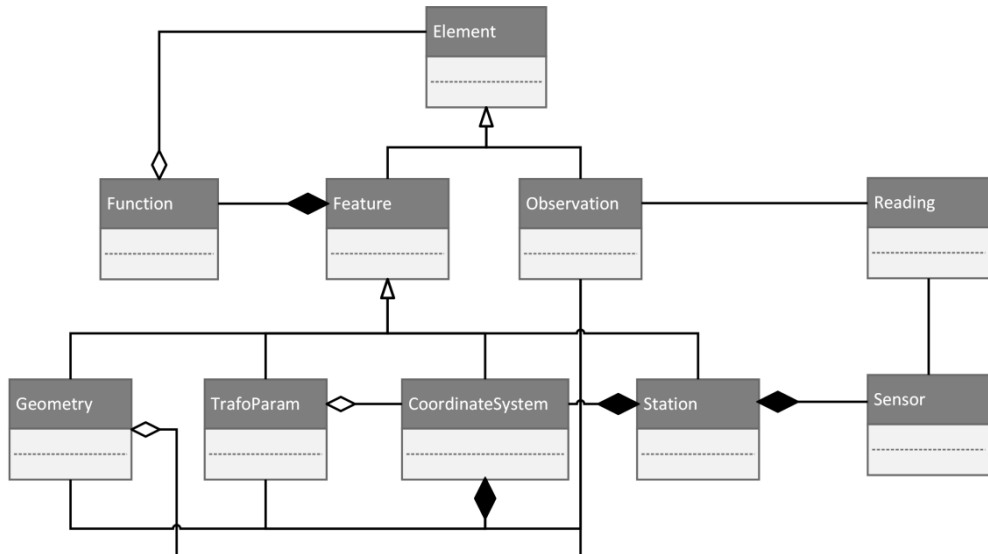 Element
Function
Feature
Observation
Reading
Geometry
TrafoParam
CoordinateSystem
Station
Sensor